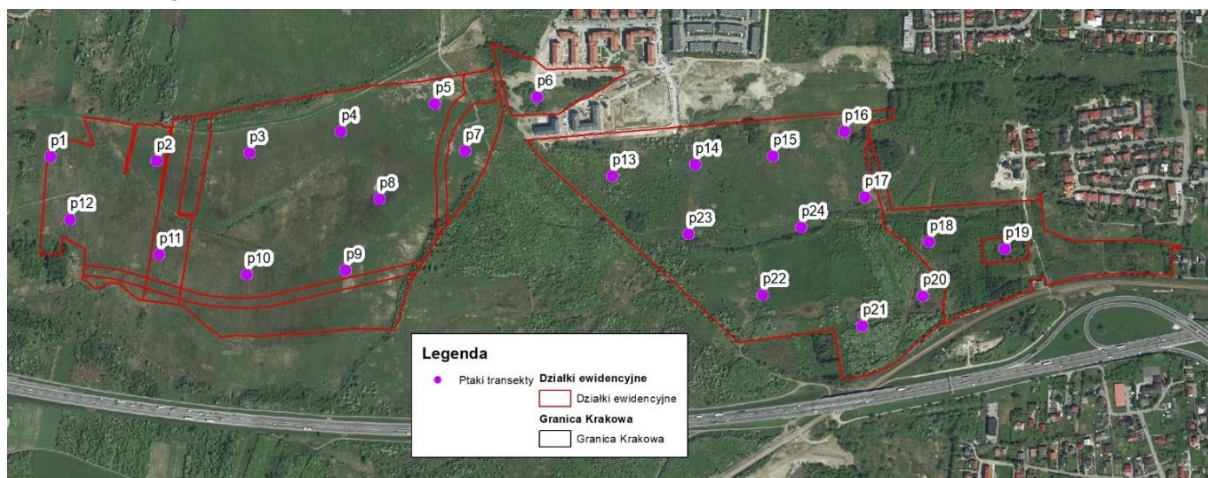 p6
p5
p4
p16
p1
p2
p3
p7
p13
p14
p15
p8
p17
p12
p23
p24
p18
p19
p11
p10
p9
p22
p20
p21
Legenda
Ptaki transekty
Działki ewidencyjne
Działki ewidencyjne
Granica Krakowa
Granica Krakowa